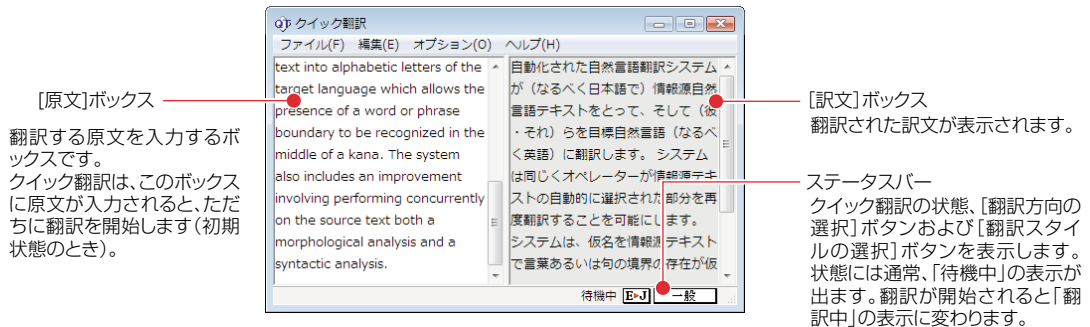 クイック翻訳
ファイル(F) 編集(E) オプション(O) ヘルプ(H)
text into alphabetic letters of the
target language which allows the
presence of a word or phrase
boundary to be recognized in the
middle of a kana. The system
also includes an improvement
involving performing concurrently
on the source text both a
morphological analysis and a
syntactic analysis.
自動化された自然言語翻訳システム
が（なるべく日本語で）情報源自然
言語テキストをとって、そして（仮
・それ）らを目標自然言語（なるべ
く英語）に翻訳します。 システム
は同じくオペレーターが情報源テキ
ストの自動的に選択された部分を再
度翻訳することを可能にします。
システムは、仮名を情報源テキスト
で言葉あるいは句の境界の存在が仮
待機中 E▸J 一般
[原文]ボックス
翻訳する原文を入力するボ
ックスです。
クイック翻訳は、このボックス
に原文が入力されると、ただ
ちに翻訳を開始します（初期
状態のとき）。
[訳文]ボックス
翻訳された訳文が表示されます。
ステータスバー
クイック翻訳の状態、[翻訳方向の
選択]ボタンおよび[翻訳スタイ
ルの選択]ボタンを表示します。
状態には通常、「待機中」の表示が
出ます。翻訳が開始されると「翻
訳中」の表示に変わります。